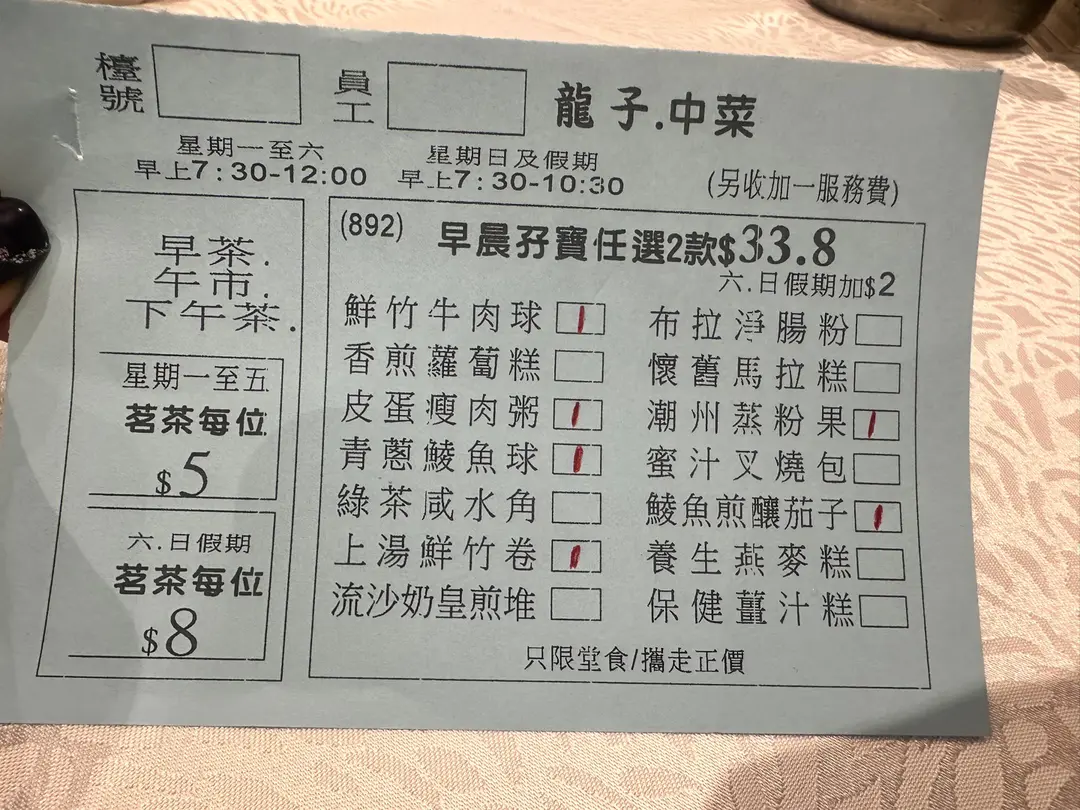 檯號
員工
龍子.中菜
星期一至六
早上7:30-12:00
星期日及假期
早上7:30-10:30
(另收加一服務費)
早茶.
午市.
下午茶.
星期一至五
茗茶每位
$5
六.日假期
茗茶每位
$8
(892) 早晨孖寶任選2款$33.8
六.日假期加$2
鮮竹牛肉球
香煎蘿蔔糕
皮蛋瘦肉粥
青蔥鯪魚球
綠茶咸水角
上湯鮮竹卷
流沙奶皇煎堆
布拉淨腸粉
懷舊馬拉糕
潮州蒸粉果
蜜汁叉燒包
鯪魚煎釀茄子
養生燕麥糕
保健薑汁糕
只限堂食/攜走正價